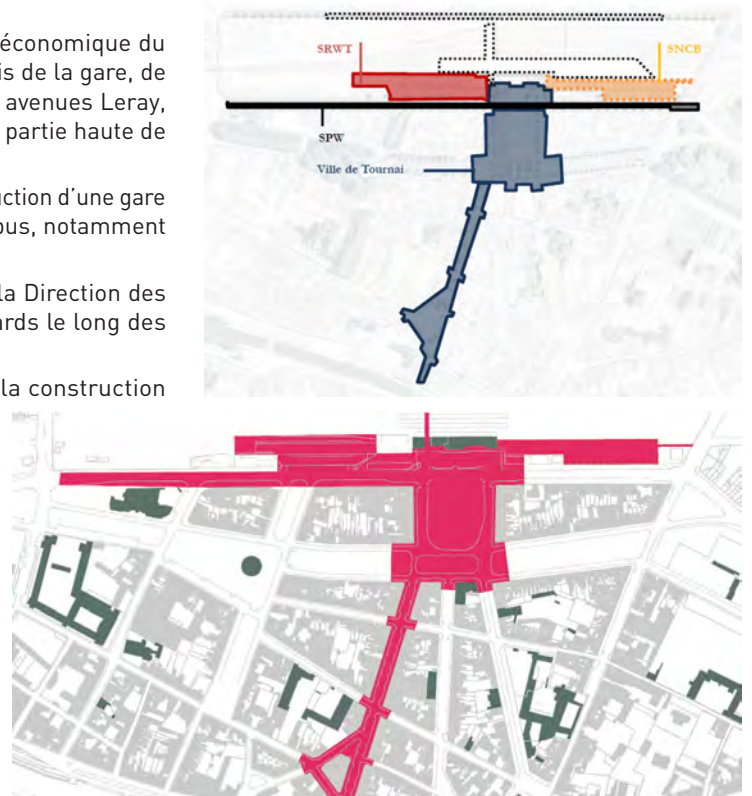 économique du
is de la gare, de
avenues Leray,
partie haute de
uction d'une gare
ous, notamment
la Direction des
ards le long des
la construction
SRWT
SNCB
SPW
Ville de Tournai